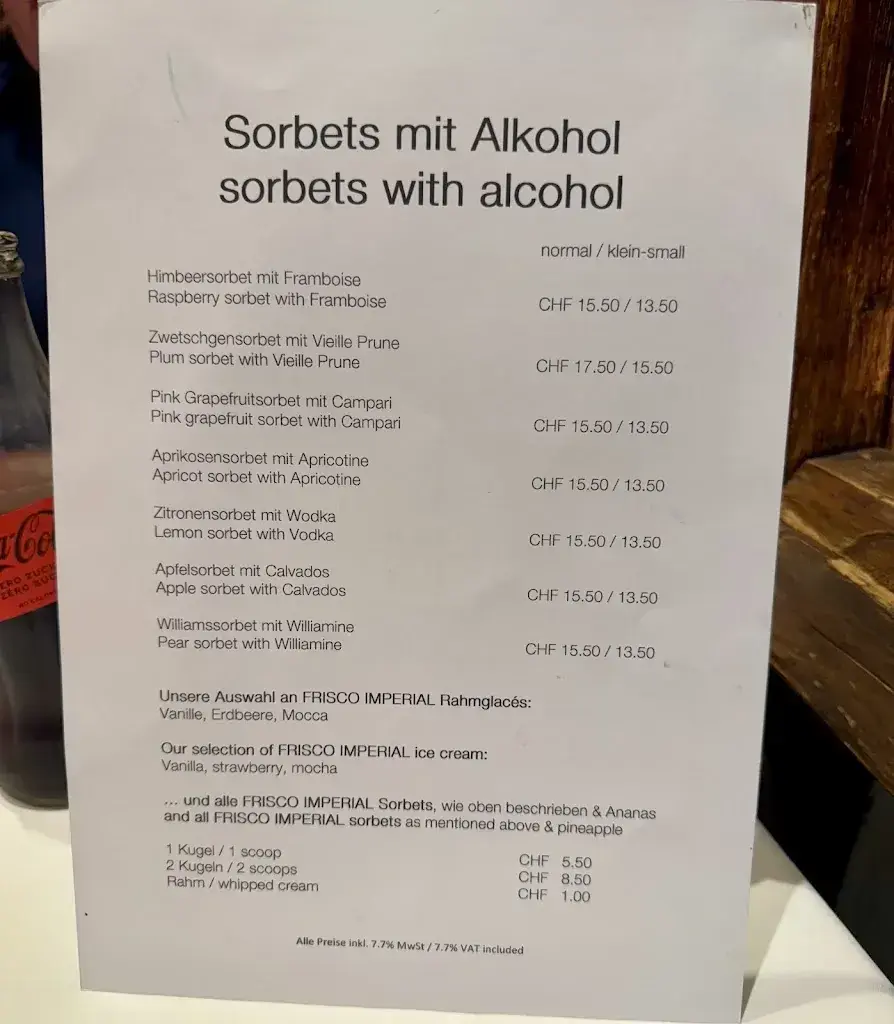 Sorbets mit Alkohol
sorbets with alcohol
normal / klein-small
Himbeersorbet mit Framboise
Raspberry sorbet with Framboise
CHF 15.50 / 13.50
Zwetschgensorbet mit Vieille Prune
Plum sorbet with Vieille Prune
CHF 17.50 / 15.50
Pink Grapefruitsorbet mit Campari
Pink grapefruit sorbet with Campari
CHF 15.50 / 13.50
Aprikosensorbet mit Apricotine
Apricot sorbet with Apricotine
CHF 15.50 / 13.50
Zitronensorbet mit Wodka
Lemon sorbet with Vodka
CHF 15.50 / 13.50
Apfelsorbet mit Calvados
Apple sorbet with Calvados
CHF 15.50 / 13.50
Williamssorbet mit Williamine
Pear sorbet with Williamine
CHF 15.50 / 13.50
Unsere Auswahl an FRISCO IMPERIAL Rahmglacés:
Vanille, Erdbeere, Mocca
Our selection of FRISCO IMPERIAL ice cream:
Vanilla, strawberry, mocha
... und alle FRISCO IMPERIAL Sorbets, wie oben beschrieben & Ananas
and all FRISCO IMPERIAL sorbets as mentioned above & pineapple
1 Kugel / 1 scoop CHF 5.50
2 Kugeln / 2 scoops CHF 8.50
Rahm / whipped cream CHF 1.00
Alle Preise inkl. 7.7% MwSt / 7.7% VAT included